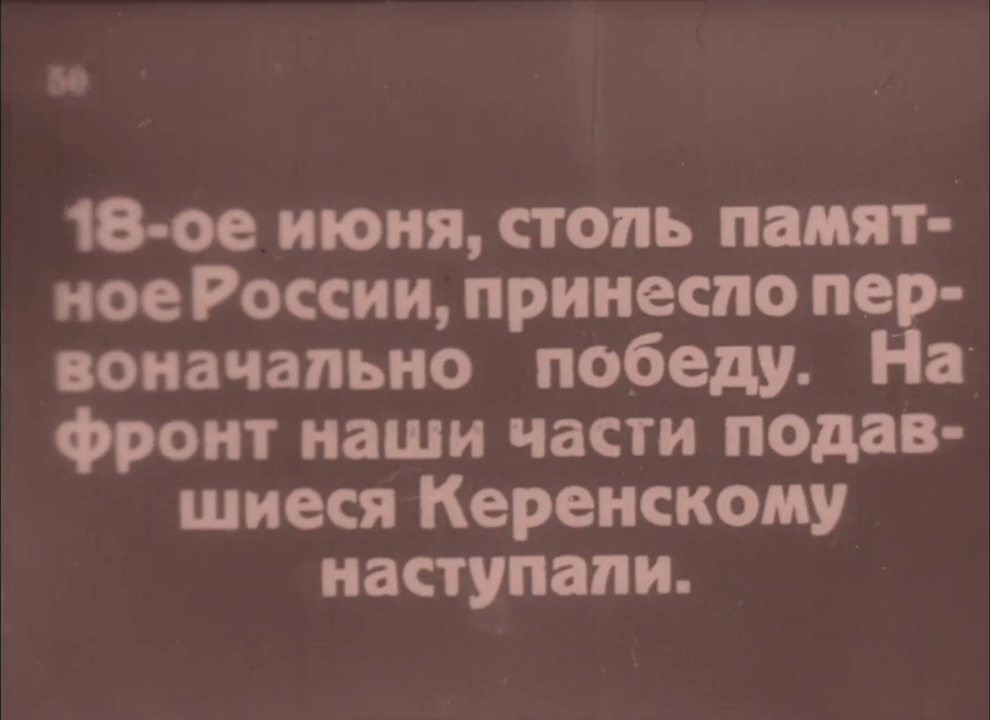 50
18-ое июня, столь памят-
ное России, принесло пер-
воначально победу. На
фронт наши части подав-
шиеся Керенскому
наступали.